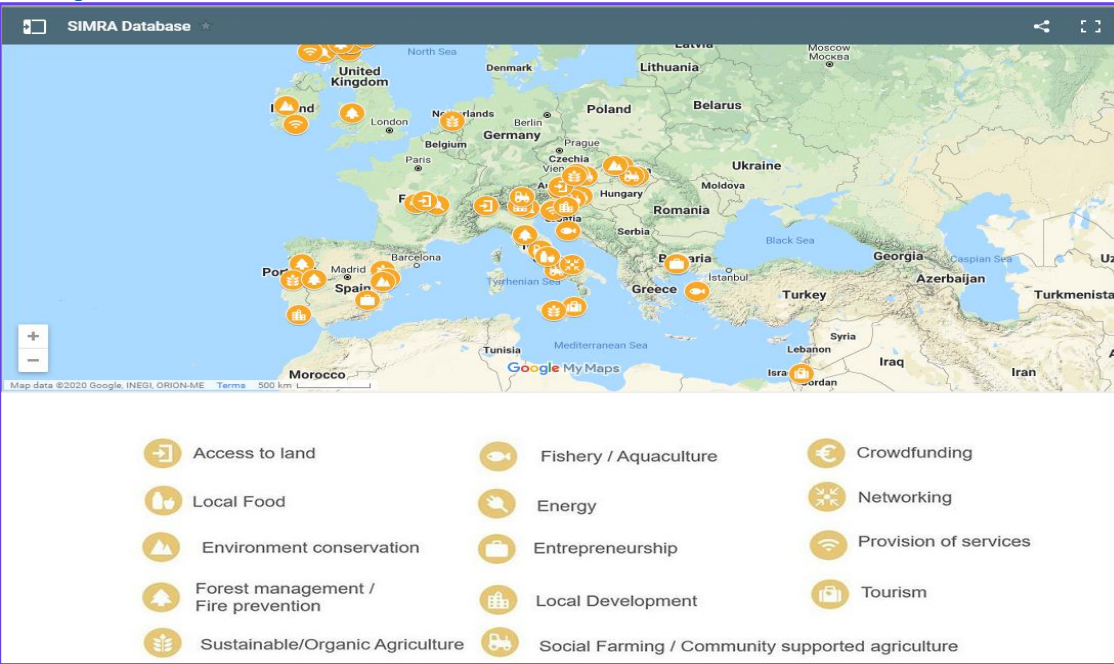 SIMRA Database
North Sea
Moscow
Москва
Denmark
Lithuania
United
Kingdom
Poland
Belarus
London
Berlin
Germany
Belgium
Prague
Paris
Czechia
Ukraine
Moldova
Hungary
Romania
Serbia
Black Sea
Georgia
Caspian Sea
Barcelona
Madrid
Spain
Tyrrhenian Sea
Istanbul
Azerbaijan
Greece
Turkey
Turkmenista
Syria
Tunisia
Mediterranean Sea
Lebanon
Iraq
Google My Maps
Morocco
Iran
Map data ©2020 Google, INEGI, ORION-ME Terms 500 km
Access to land
Fishery / Aquaculture
Crowdfunding
Local Food
Energy
Networking
Environment conservation
Entrepreneurship
Provision of services
Forest management /
Fire prevention
Local Development
Tourism
Sustainable/Organic Agriculture
Social Farming / Community supported agriculture